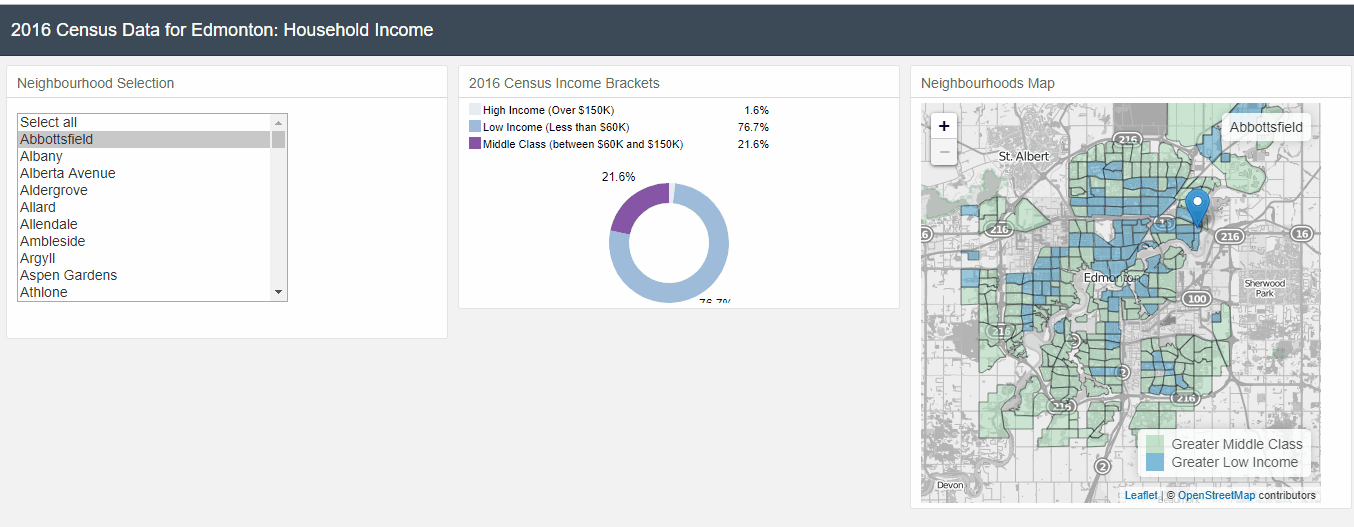 2016 Census Data for Edmonton: Household Income
Neighbourhood Selection
Select all
Abbottsfield
Albany
Alberta Avenue
Aldergrove
Allard
Allendale
Ambleside
Argyll
Aspen Gardens
Athlone
2016 Census Income Brackets
High Income (Over $150K) 1.6%
Low Income (Less than $60K) 76.7%
Middle Class (between $60K and $150K) 21.6%
21.6%
76.7%
Neighbourhoods Map
+
−
Abbottsfield
216
St. Albert
216
216
16
Edmonton
Sherwood
Park
100
216
2
216
216
2
Devon
Greater Middle Class
Greater Low Income
Leaflet | © OpenStreetMap contributors